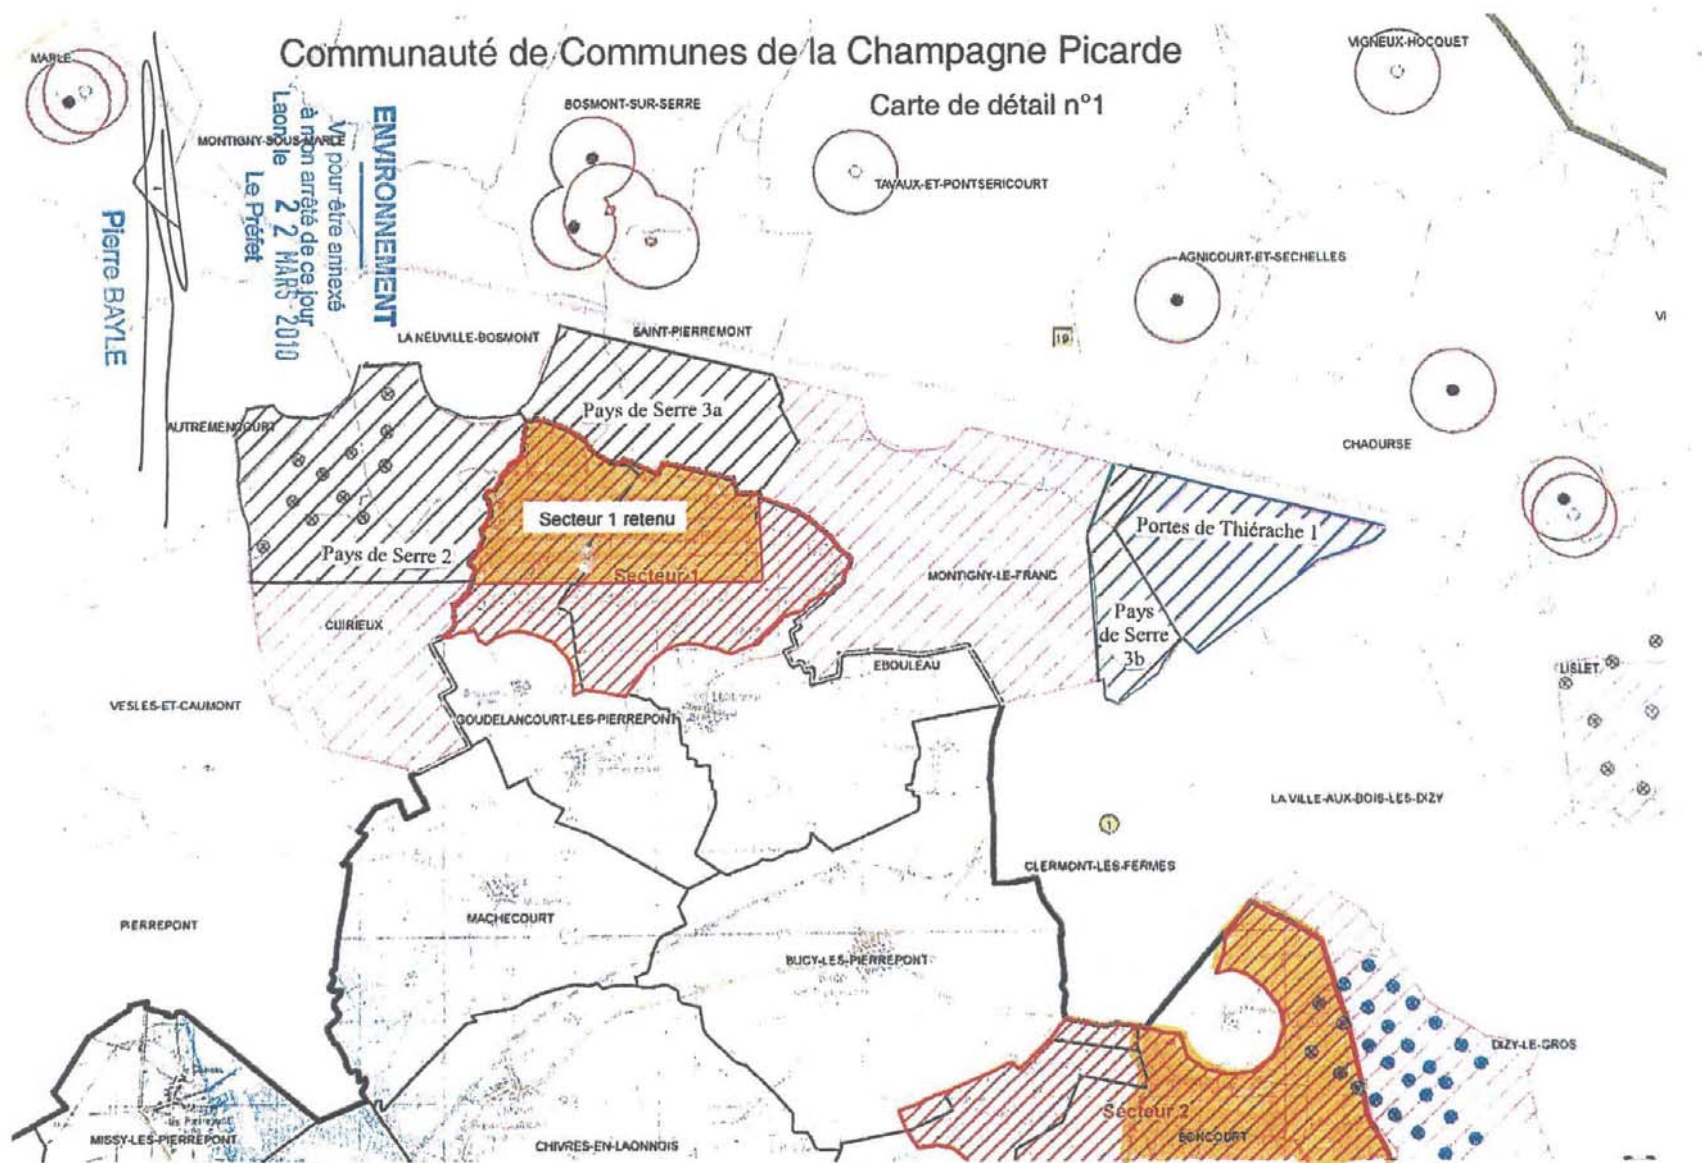 Communauté de Communes de la Champagne Picarde
Carte de détail n°1
VIGNEUX-HOCQUET
MARLE
BOSMONT-SUR-SERRE
MONTIGNY-SOUS-MARLE
TAVAUX-ET-PONTSERICOURT
ENVIRONNEMENT
Vu pour être annexé
à mon arrêté de ce jour
Laon le 22 MARS 2010
Le Préfet
Pierre BAYLE
AGNICOURT-ET-SECHELLES
VI
19
LA NEUVILLE-BOSMONT
SAINT-PIERREMONT
Pays de Serre 3a
AUTREMENCOURT
CHAOURSE
Secteur 1 retenu
Portes de Thiérache 1
Pays de Serre 2
Secteur 1
MONTIGNY-LE-FRANC
Pays
de Serre
3b
CUIRIEUX
EBOULEAU
LISLET
VESLES-ET-CAUMONT
GOUDELANCOURT-LES-PIERREPONT
LA VILLE-AUX-BOIS-LES-DIZY
1
CLERMONT-LES-FERMES
MACHECOURT
PIERREPONT
BUCY-LES-PIERREPONT
DIZY-LE-GROS
Secteur 2
BONCOURT
MISSY-LES-PIERREPONT
CHIVRES-EN-LAONNOIS